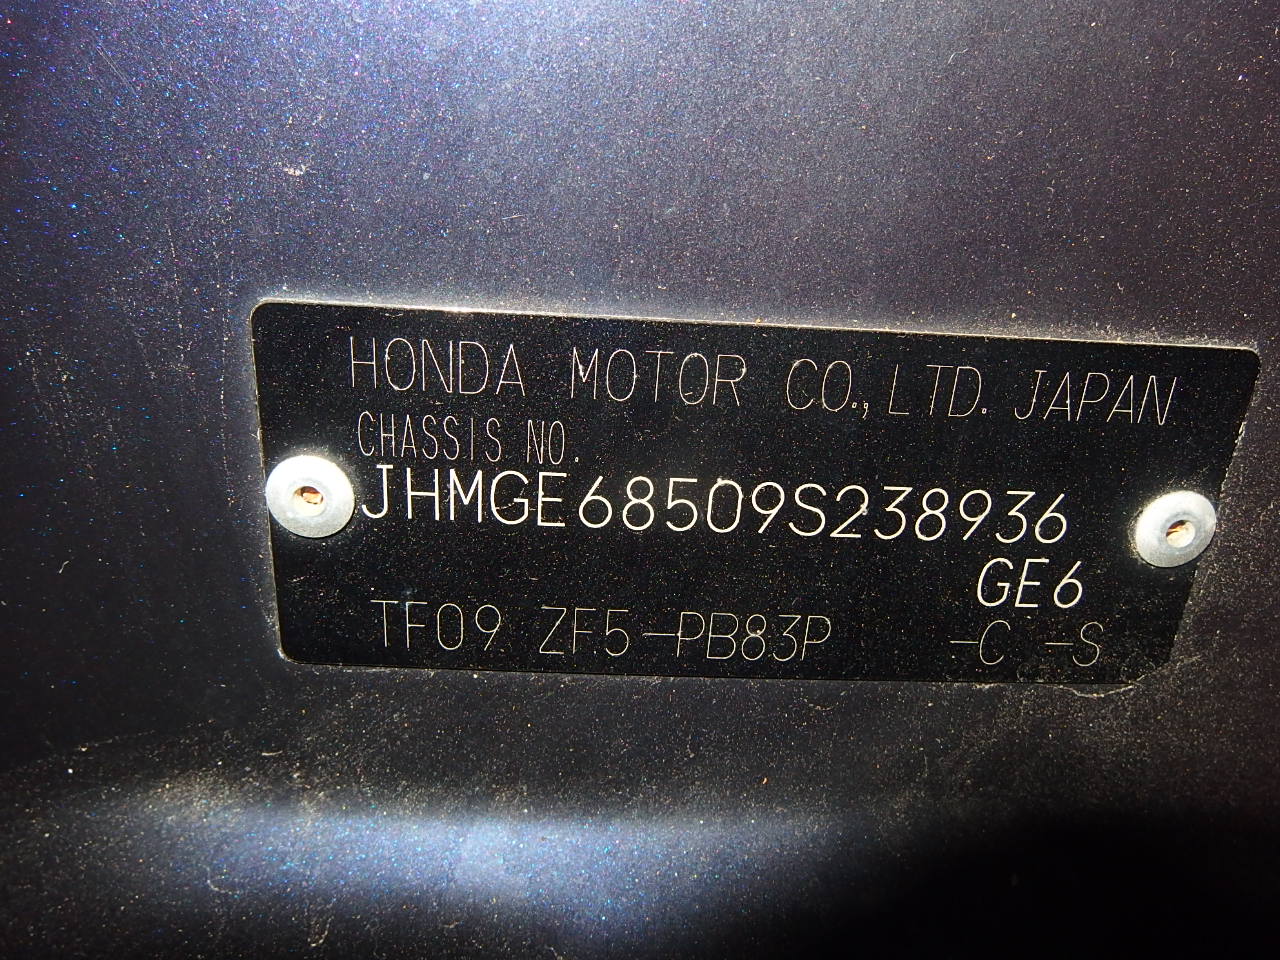 HONDA MOTOR CO., LTD. JAPAN
CHASSIS NO.
JHMGE68509S238936
GE6
TF09 ZF5-PB83P -C -S